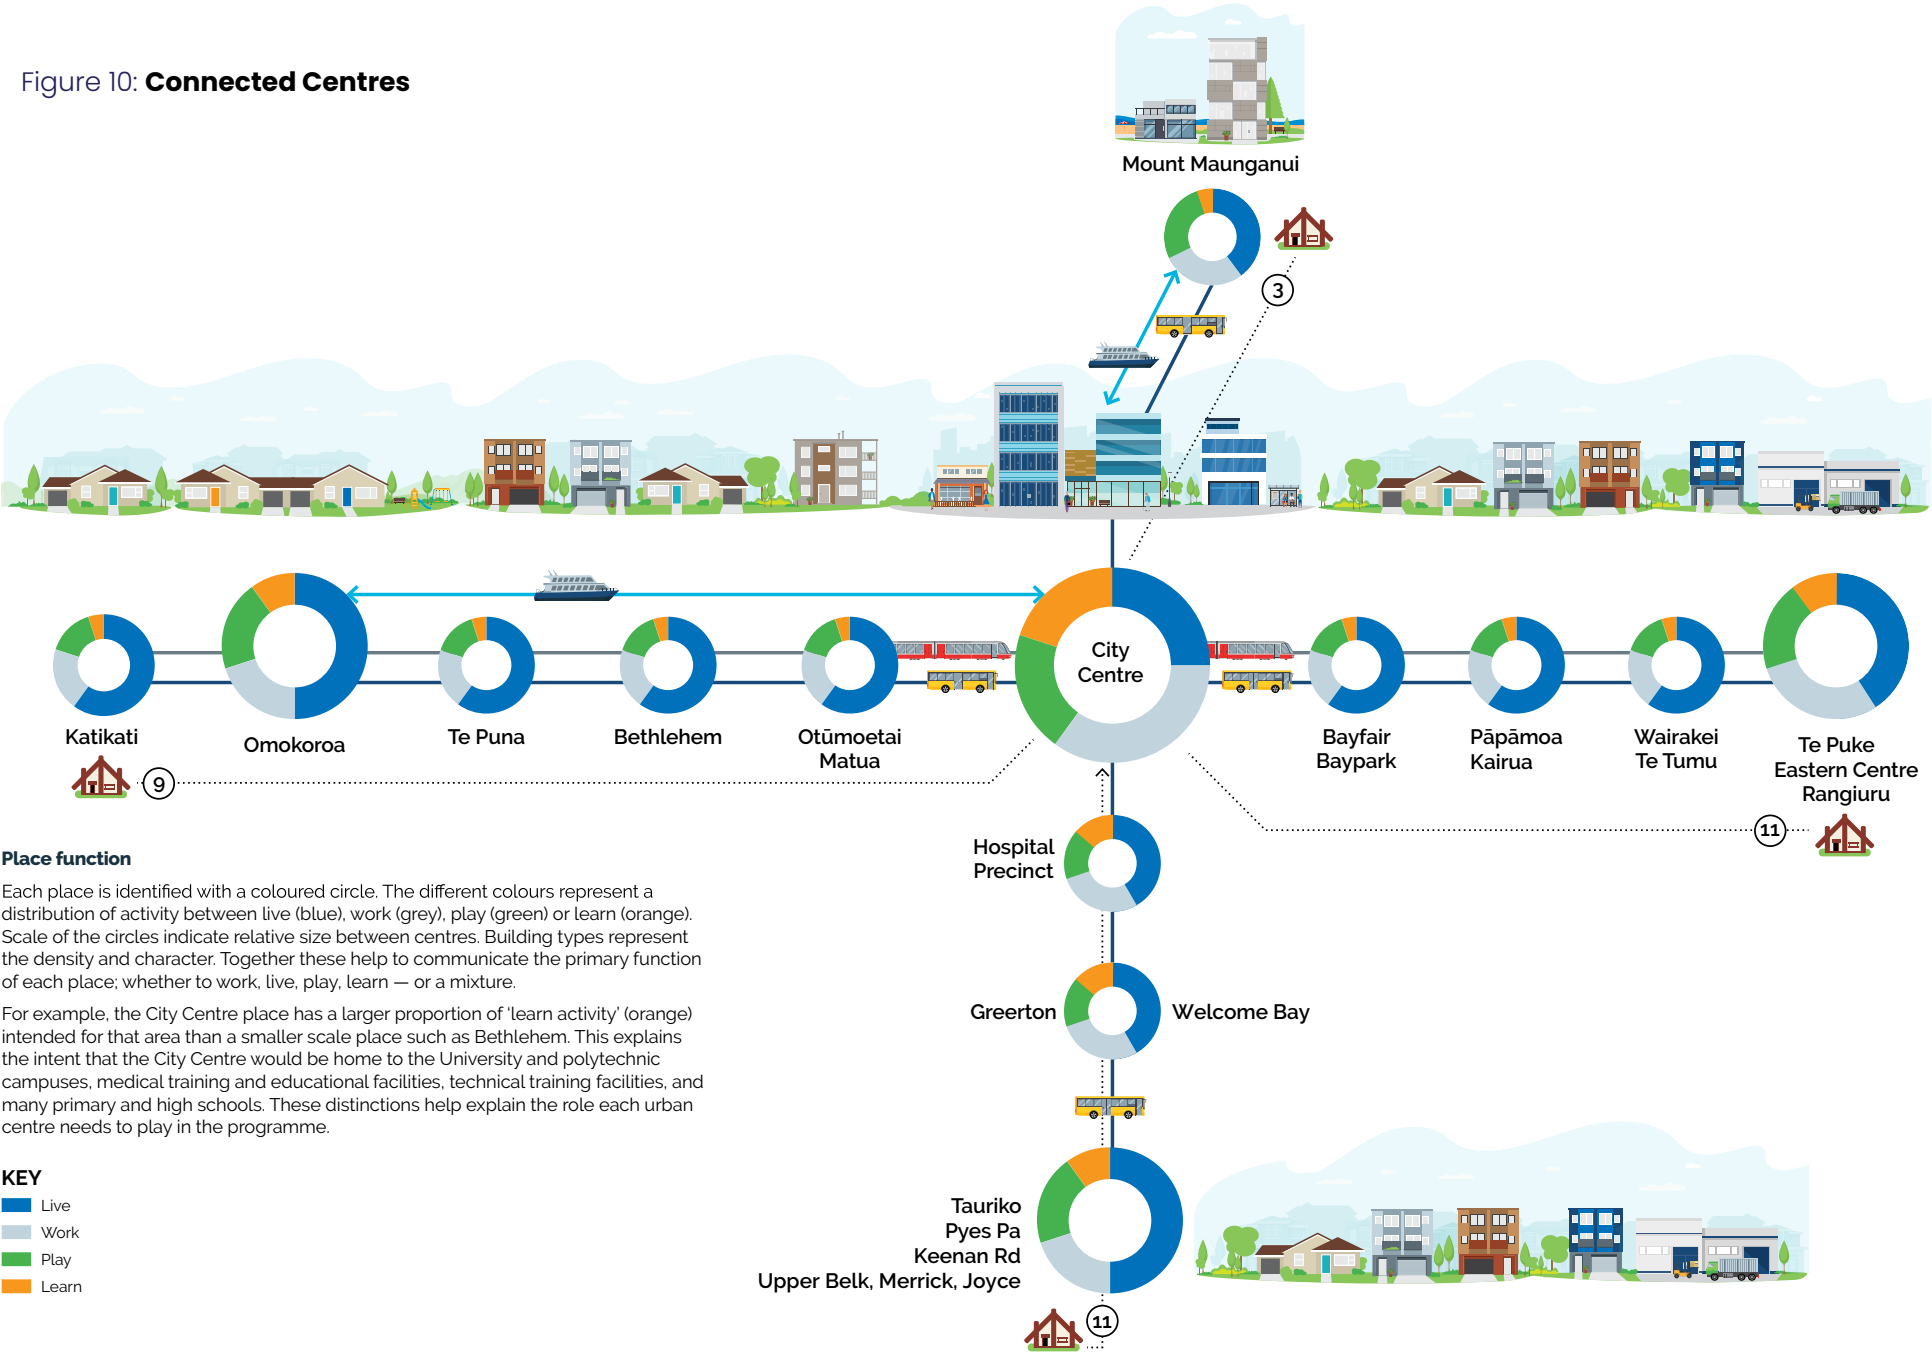 Figure 10: Connected Centres
Mount Maunganui
3
City
Centre
Katikati
Omokoroa
Te Puna
Bethlehem
Otūmoetai
Matua
Bayfair
Baypark
Pāpāmoa
Kairua
Wairakei
Te Tumu
Te Puke
Eastern Centre
Rangiuru
9
11
Hospital
Precinct
Greerton
Welcome Bay
Tauriko
Pyes Pa
Keenan Rd
Upper Belk, Merrick, Joyce
11
Place function
Each place is identified with a coloured circle. The different colours represent a
distribution of activity between live (blue), work (grey), play (green) or learn (orange).
Scale of the circles indicate relative size between centres. Building types represent
the density and character. Together these help to communicate the primary function
of each place; whether to work, live, play, learn — or a mixture.
For example, the City Centre place has a larger proportion of ‘learn activity’ (orange)
intended for that area than a smaller scale place such as Bethlehem. This explains
the intent that the City Centre would be home to the University and polytechnic
campuses, medical training and educational facilities, technical training facilities, and
many primary and high schools. These distinctions help explain the role each urban
centre needs to play in the programme.
KEY
Live
Work
Play
Learn